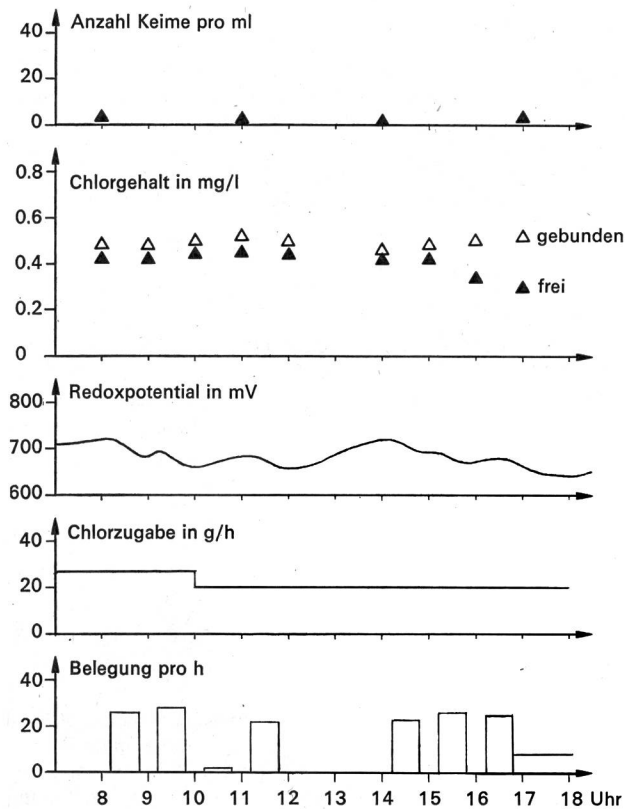 Anzahl Keime pro ml
40
20
0
Chlorgehalt in mg/l
0.8
0.6
0.4
0.2
0
gebunden
frei
Redoxpotential in mV
800
700
600
Chlorzugabe in g/h
40
20
0
Belegung pro h
40
20
0
8 9 10 11 12 13 14 15 16 17 18 Uhr